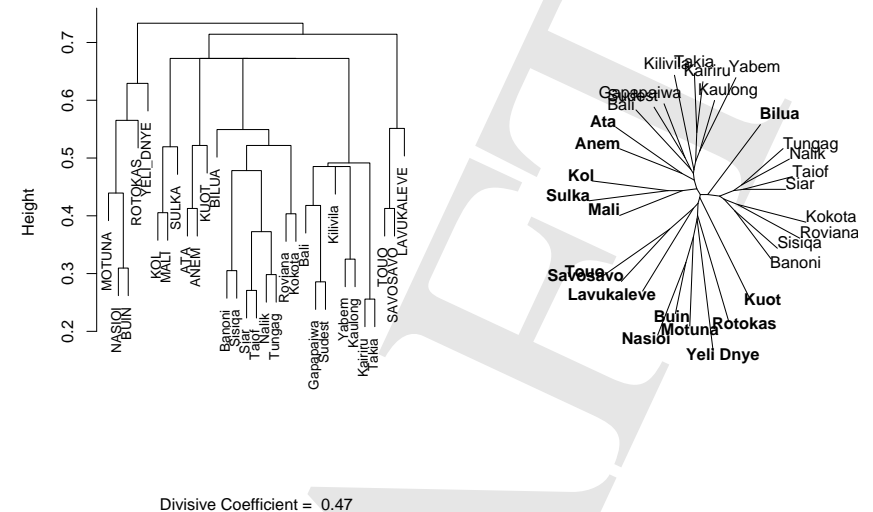 Height
0.7
0.6
0.5
0.4
0.3
0.2
MOTUNA
NASIOI
BUIN
ROTOKAS
YELI_DNYE
KOL
MALI
SULKA
ATA
ANEM
KUOT
BILUA
Banoni
Sisiqa
Siar
Taiof
Nalik
Tungag
Roviana
Kokota
Bali
Gapapaiwa
Sudest
Kilivila
Yabem
Kaulong
Kairiru
Takia
TOUO
SAVOSAVO
LAVUKALEVE
Divisive Coefficient = 0.47
Kilivila
Takia
Kairiru
Yabem
Kaulong
Gapapaiwa
Sudest
Bali
Ata
Anem
Kol
Sulka
Mali
Bilua
Tungag
Nalik
Taiof
Siar
Kokota
Roviana
Sisiqa
Banoni
Touo
Savosavo
Lavukaleve
Kuot
Buin
Motuna
Rotokas
Nasioi
Yeli Dnye